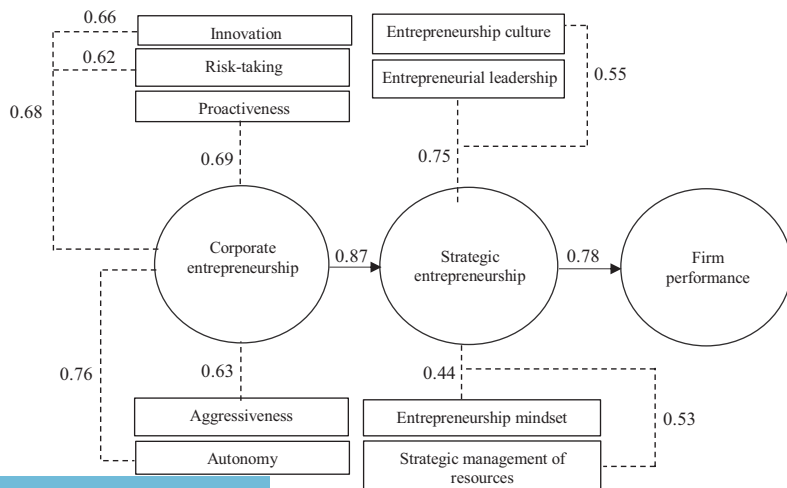 0.66
Innovation
Entrepreneurship culture
0.62
Risk-taking
Entrepreneurial leadership
0.55
0.68
Proactiveness
0.69
0.75
Corporate
entrepreneurship
0.87
Strategic
entrepreneurship
0.78
Firm
performance
0.76
0.63
0.44
Aggressiveness
Entrepreneurship mindset
0.53
Autonomy
Strategic management of
resources